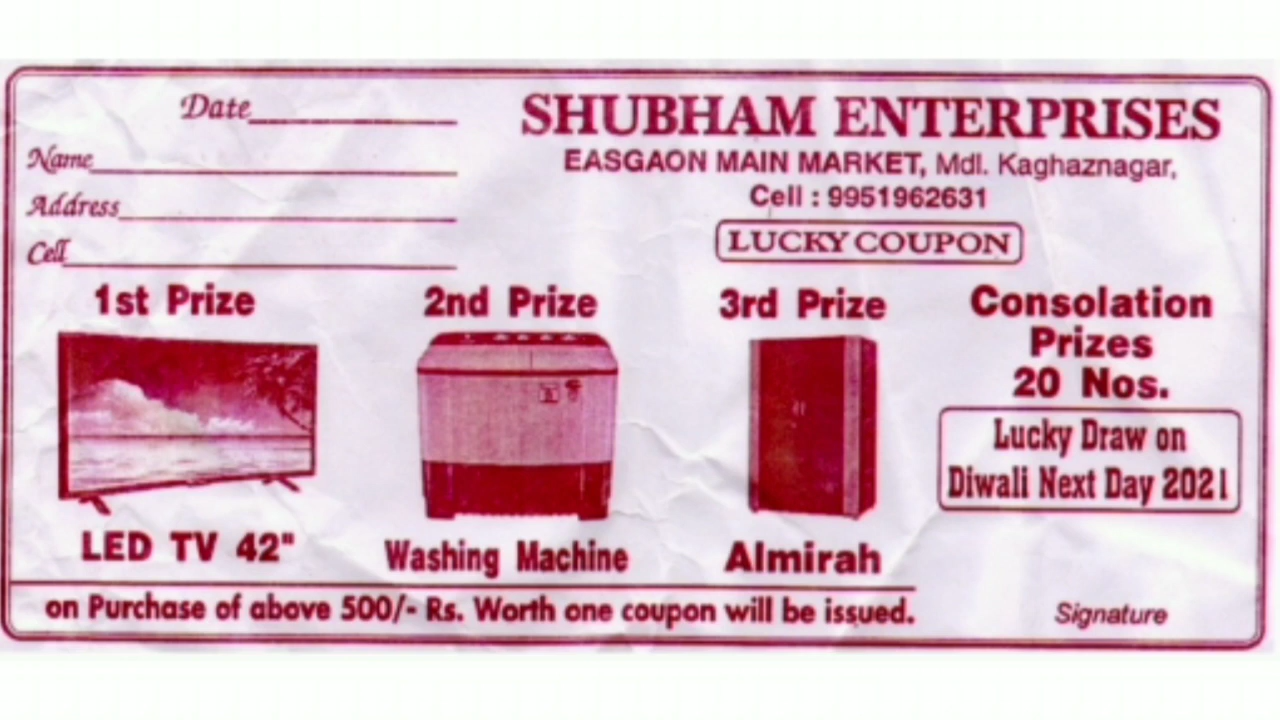 Date
Name
Address
Cell
SHUBHAM ENTERPRISES
EASGAON MAIN MARKET, Mdl. Kaghaznagar,
Cell : 9951962631
LUCKY COUPON
1st Prize
LED TV 42"
2nd Prize
Washing Machine
3rd Prize
Almirah
Consolation
Prizes
20 Nos.
Lucky Draw on
Diwali Next Day 2021
on Purchase of above 500/- Rs. Worth one coupon will be issued.
Signature